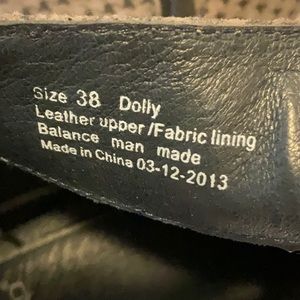 Size 38 Dolly
Leather upper/Fabric lining
Balance man made
Made in China 03-12-2013